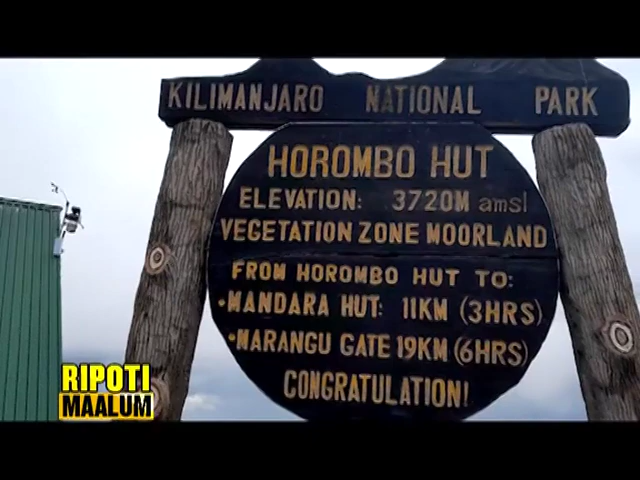 KILIMANJARO NATIONAL PARK
HOROMBO HUT
ELEVATION: 3720M amsl
VEGETATION ZONE MOORLAND
FROM HOROMBO HUT TO:
•MANDARA HUT: 11KM (3HRS)
•MARANGU GATE 19KM (6HRS)
CONGRATULATION!
RIPOTI
MAALUM